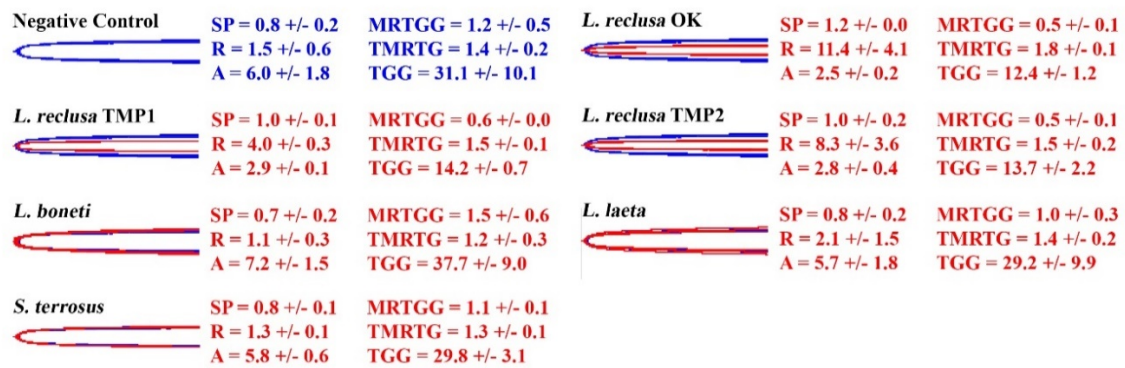 Negative Control
SP = 0.8 +/- 0.2 MRTGG = 1.2 +/- 0.5
R = 1.5 +/- 0.6 TMRTG = 1.4 +/- 0.2
A = 6.0 +/- 1.8 TGG = 31.1 +/- 10.1
L. reclusa OK
SP = 1.2 +/- 0.0 MRTGG = 0.5 +/- 0.1
R = 11.4 +/- 4.1 TMRTG = 1.8 +/- 0.1
A = 2.5 +/- 0.2 TGG = 12.4 +/- 1.2
L. reclusa TMP1
SP = 1.0 +/- 0.1 MRTGG = 0.6 +/- 0.0
R = 4.0 +/- 0.3 TMRTG = 1.5 +/- 0.1
A = 2.9 +/- 0.1 TGG = 14.2 +/- 0.7
L. reclusa TMP2
SP = 1.0 +/- 0.2 MRTGG = 0.5 +/- 0.1
R = 8.3 +/- 3.6 TMRTG = 1.5 +/- 0.2
A = 2.8 +/- 0.4 TGG = 13.7 +/- 2.2
L. boneti
SP = 0.7 +/- 0.2 MRTGG = 1.5 +/- 0.6
R = 1.1 +/- 0.3 TMRTG = 1.2 +/- 0.3
A = 7.2 +/- 1.5 TGG = 37.7 +/- 9.0
L. laeta
SP = 0.8 +/- 0.2 MRTGG = 1.0 +/- 0.3
R = 2.1 +/- 1.5 TMRTG = 1.4 +/- 0.2
A = 5.7 +/- 1.8 TGG = 29.2 +/- 9.9
S. terrosus
SP = 0.8 +/- 0.1 MRTGG = 1.1 +/- 0.1
R = 1.3 +/- 0.1 TMRTG = 1.3 +/- 0.1
A = 5.8 +/- 0.6 TGG = 29.8 +/- 3.1